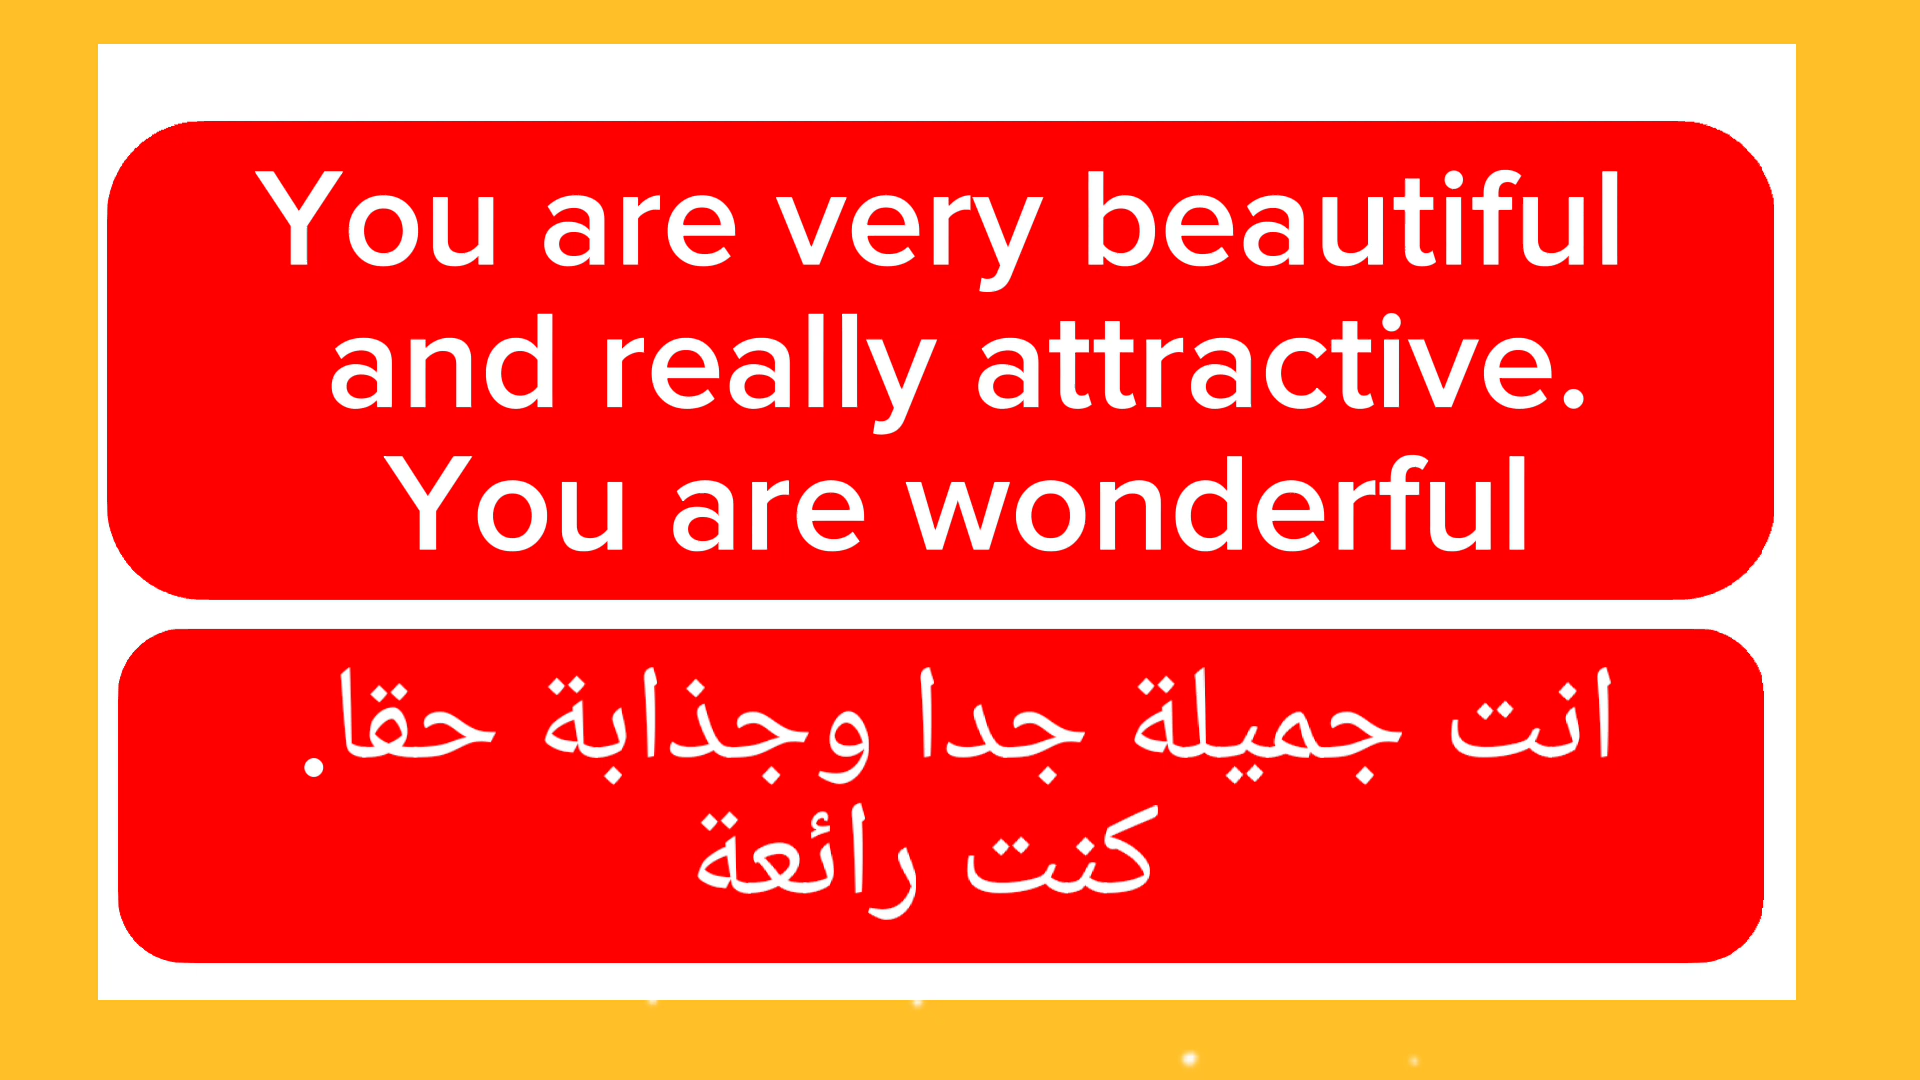 You are very beautiful
and really attractive.
You are wonderful
انت جميلة جدا وجذابة حقا.
كنت رائعة